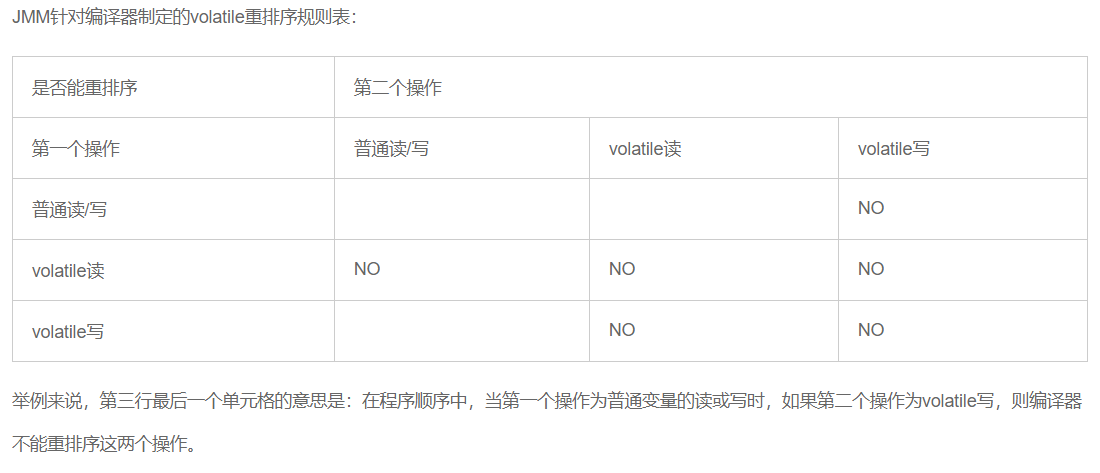 JMM针对编译器制定的volatile重排序规则表：
是否能重排序 第二个操作
第一个操作 普通读/写 volatile读 volatile写
普通读/写 NO
volatile读 NO NO NO
volatile写 NO NO
举例来说，第三行最后一个单元格的意思是：在程序顺序中，当第一个操作为普通变量的读或写时，如果第二个操作为volatile写，则编译器
不能重排序这两个操作。